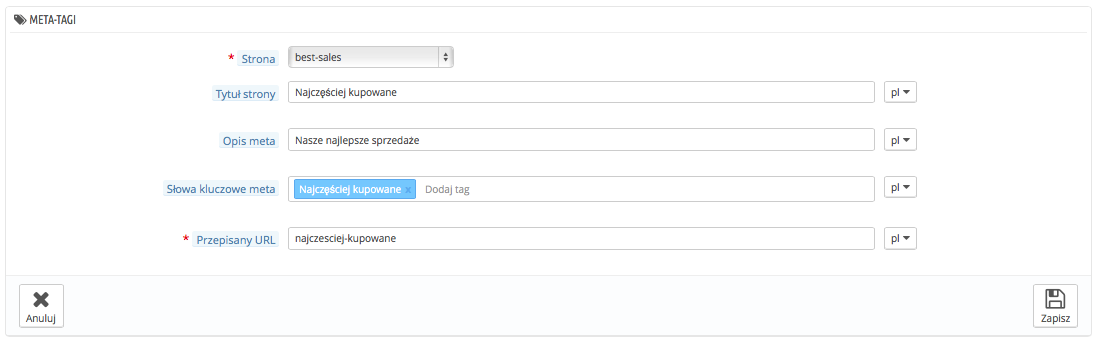 META-TAGI
* Strona best-sales
Tytuł strony Najczęściej kupowane pl
Opis meta Nasze najlepsze sprzedaże pl
Słowa kluczowe meta Najczęściej kupowane x Dodaj tag pl
* Przepisany URL najczesciej-kupowane pl
Anuluj Zapisz